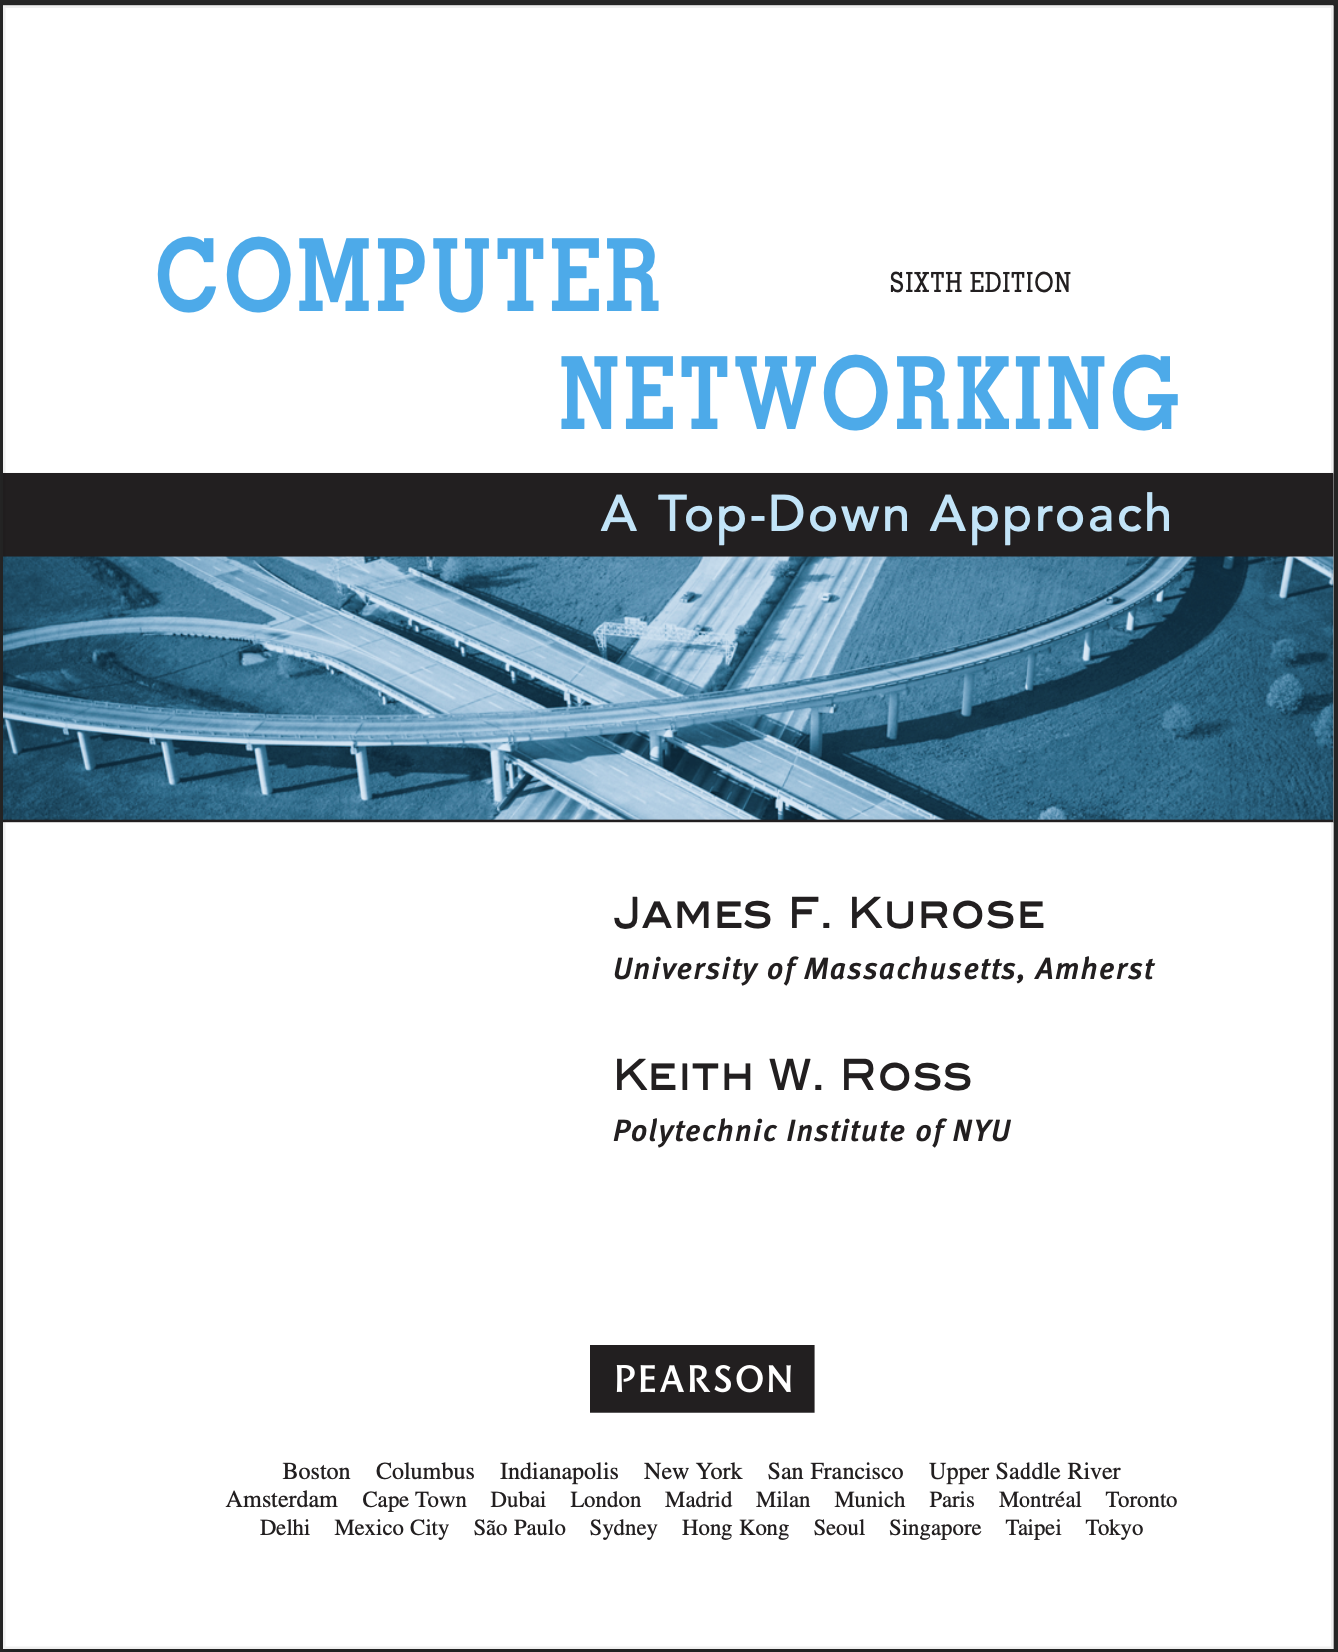 COMPUTER
SIXTH EDITION
NETWORKING
A Top-Down Approach
JAMES F. KUROSE
University of Massachusetts, Amherst
KEITH W. ROSS
Polytechnic Institute of NYU
PEARSON
Boston Columbus Indianapolis New York San Francisco Upper Saddle River
Amsterdam Cape Town Dubai London Madrid Milan Munich Paris Montréal Toronto
Delhi Mexico City São Paulo Sydney Hong Kong Seoul Singapore Taipei Tokyo